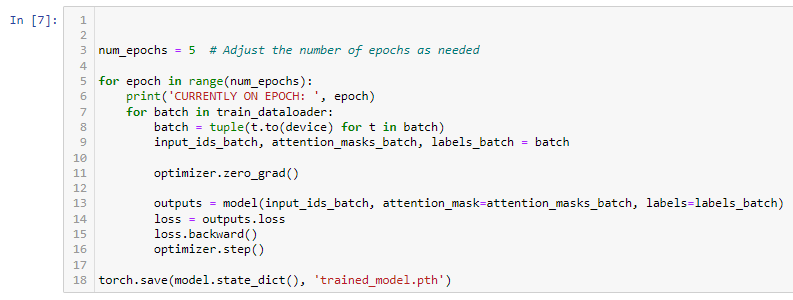 In [7]:
1
2
3 num_epochs = 5  # Adjust the number of epochs as needed
4
5 for epoch in range(num_epochs):
6     print('CURRENTLY ON EPOCH: ', epoch)
7     for batch in train_dataloader:
8         batch = tuple(t.to(device) for t in batch)
9         input_ids_batch, attention_masks_batch, labels_batch = batch
10
11         optimizer.zero_grad()
12
13         outputs = model(input_ids_batch, attention_mask=attention_masks_batch, labels=labels_batch)
14         loss = outputs.loss
15         loss.backward()
16         optimizer.step()
17
18 torch.save(model.state_dict(), 'trained_model.pth')